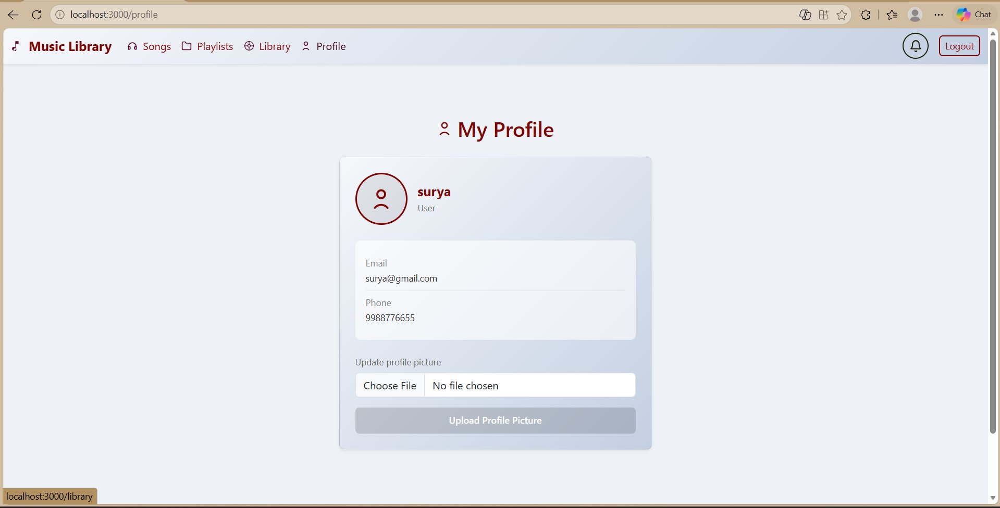 localhost:3000/profile
Chat
Music Library Songs Playlists Library Profile Logout
My Profile
surya
User
Email
surya@gmail.com
Phone
9988776655
Update profile picture
Choose File No file chosen
Upload Profile Picture
localhost:3000/library